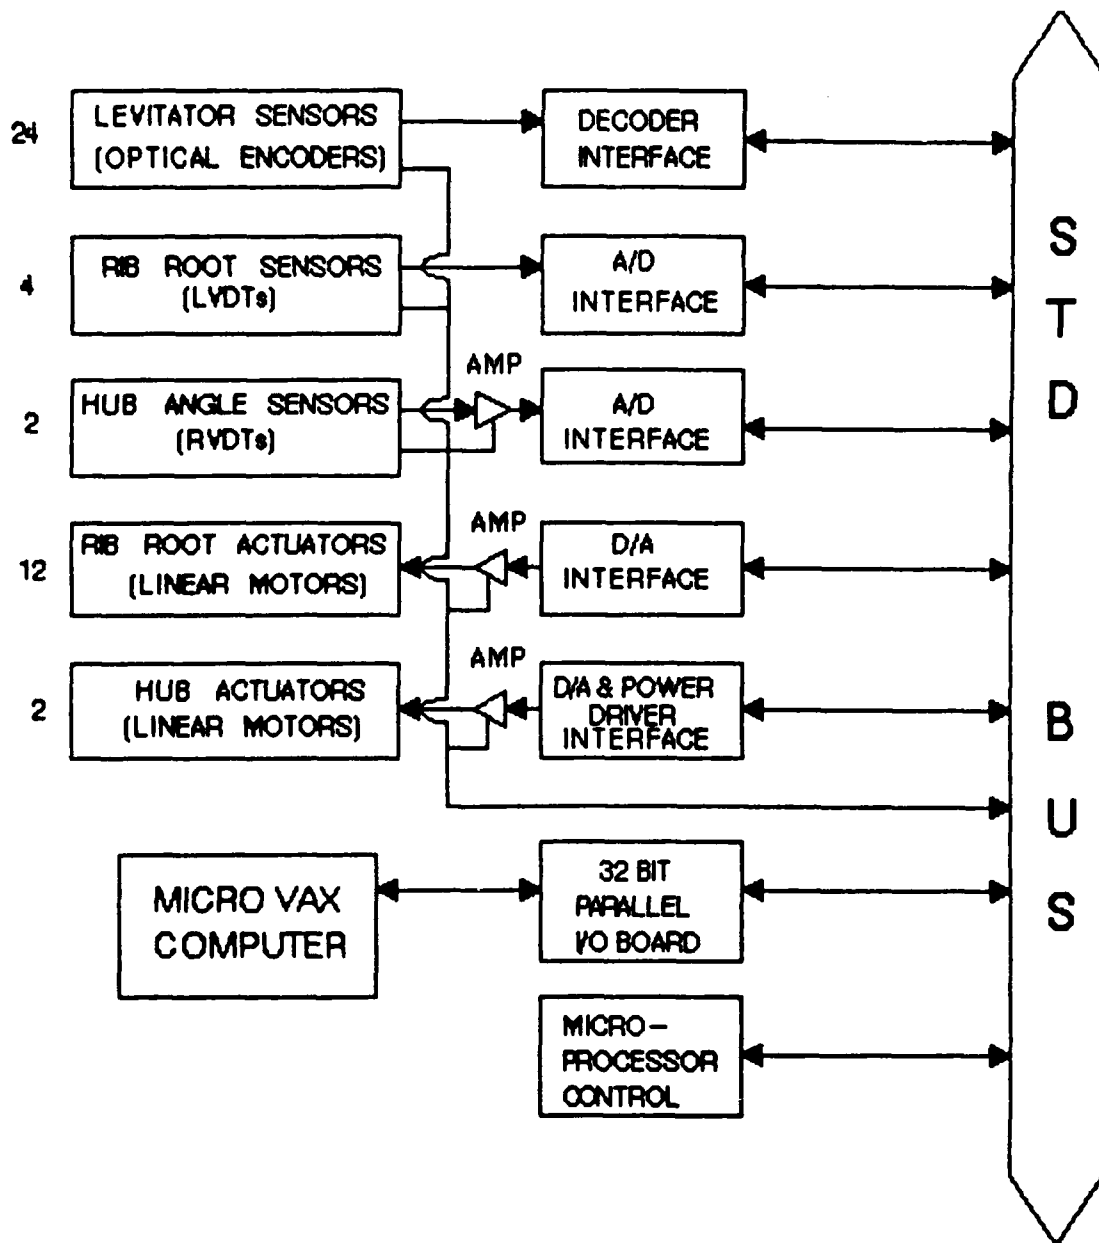 24
LEVITATOR SENSORS
(OPTICAL ENCODERS)
DECODER
INTERFACE
4
RIB ROOT SENSORS
(LVDTs)
A/D
INTERFACE
2
HUB ANGLE SENSORS
(RVDTs)
AMP
A/D
INTERFACE
12
RIB ROOT ACTUATORS
(LINEAR MOTORS)
AMP
D/A
INTERFACE
2
HUB ACTUATORS
(LINEAR MOTORS)
AMP
D/A & POWER
DRIVER
INTERFACE
MICRO VAX
COMPUTER
32 BIT
PARALLEL
I/O BOARD
MICRO-
PROCESSOR
CONTROL
STD BUS